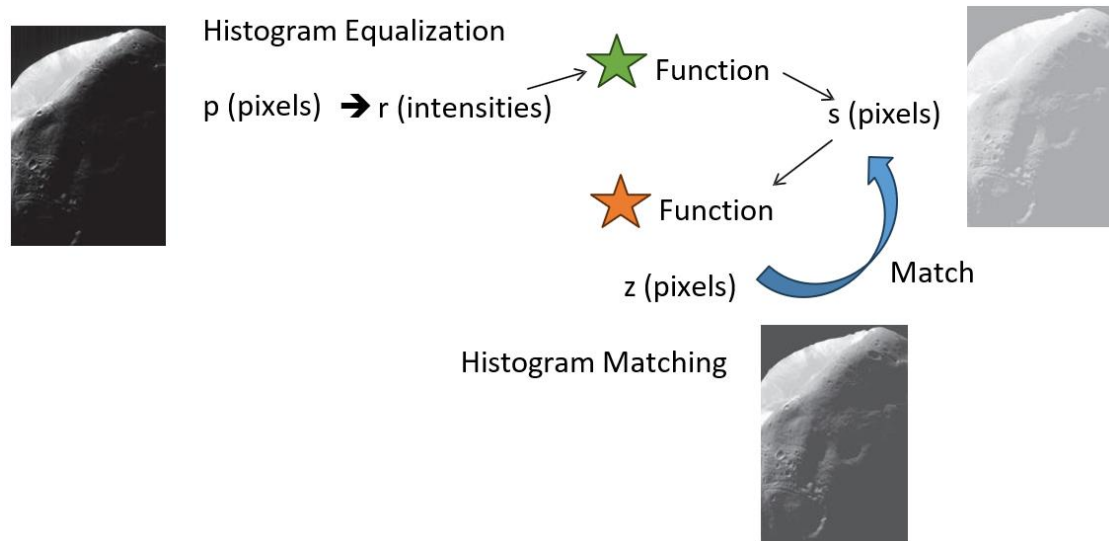 Histogram Equalization
Function
p (pixels) ➔ r (intensities)
s (pixels)
Function
z (pixels)
Match
Histogram Matching